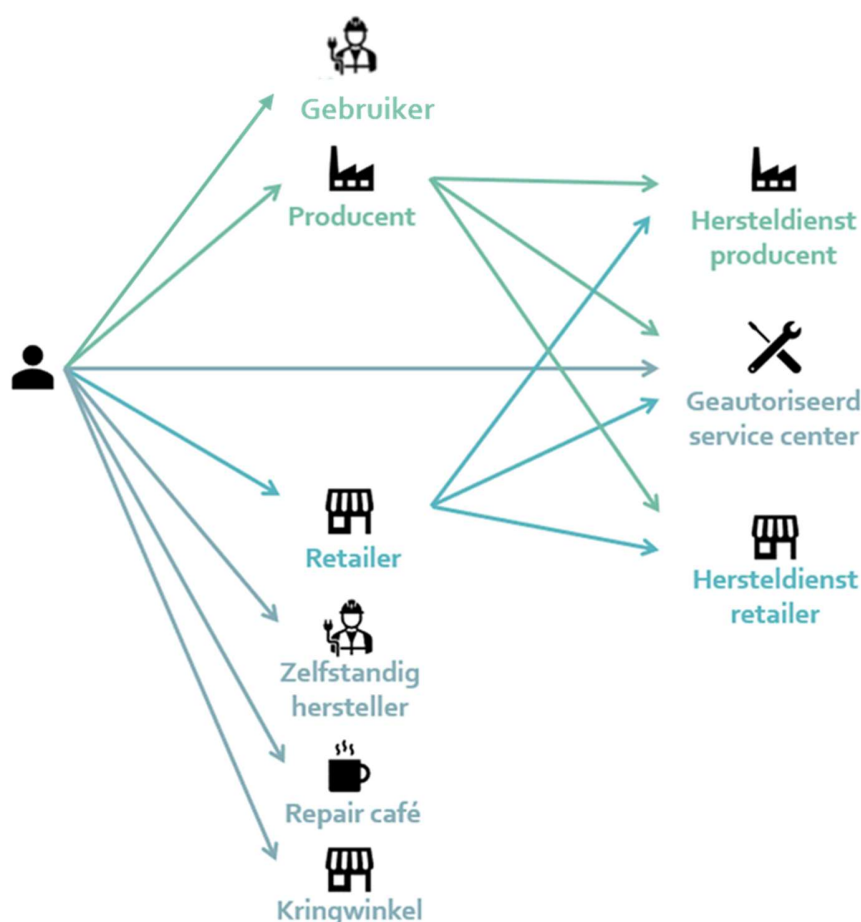 Gebruiker
Producent
Hersteldienst
producent
Geautoriseerd
service center
Retailer
Hersteldienst
retailer
Zelfstandig
hersteller
Repair café
Kringwinkel